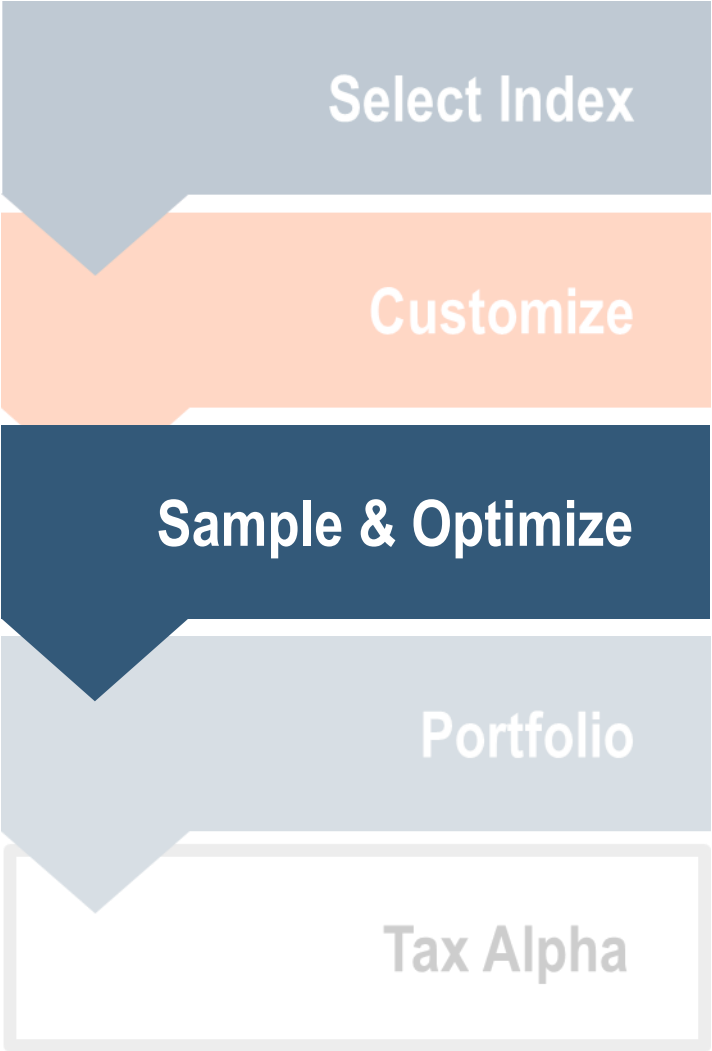 Select Index
Customize
Sample & Optimize
Portfolio
Tax Alpha